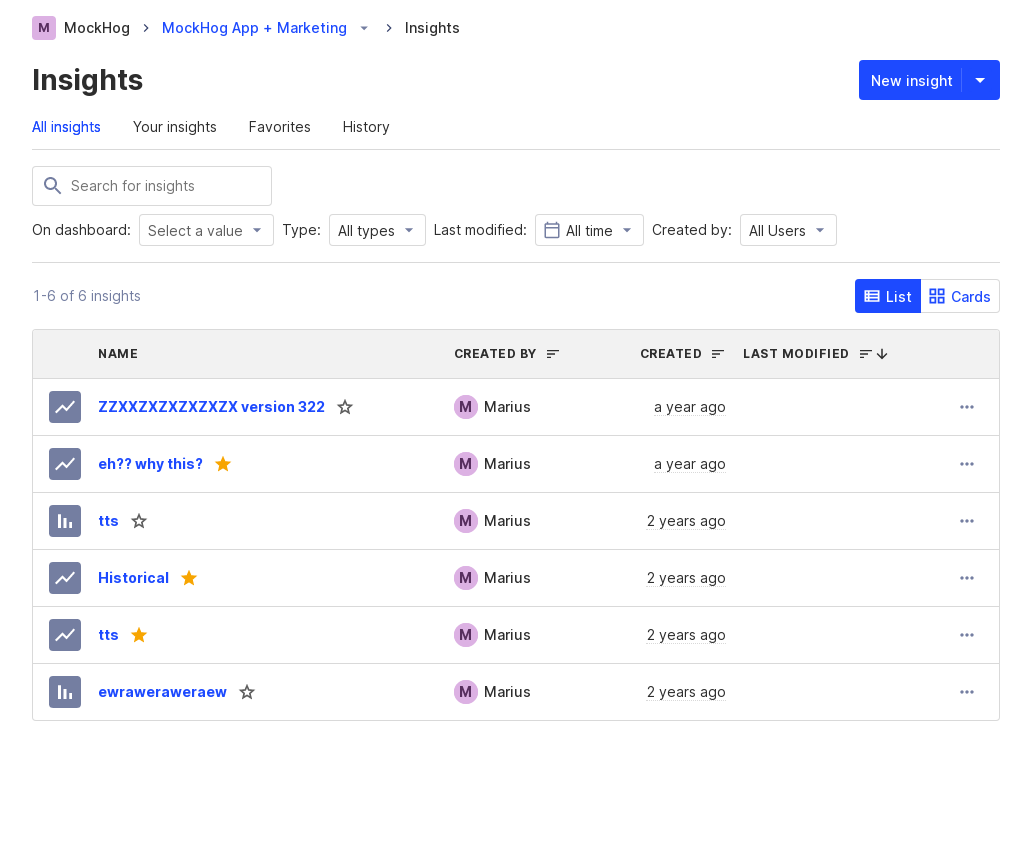 M MockHog MockHog App + Marketing Insights
Insights
New insight
All insights Your insights Favorites History
Search for insights
On dashboard: Select a value Type: All types Last modified: All time Created by: All Users
1-6 of 6 insights
List Cards
NAME CREATED BY CREATED LAST MODIFIED
ZZXXZXZXZXZXZX version 322 M Marius a year ago
eh?? why this? M Marius a year ago
tts M Marius 2 years ago
Historical M Marius 2 years ago
tts M Marius 2 years ago
ewraweraweraew M Marius 2 years ago